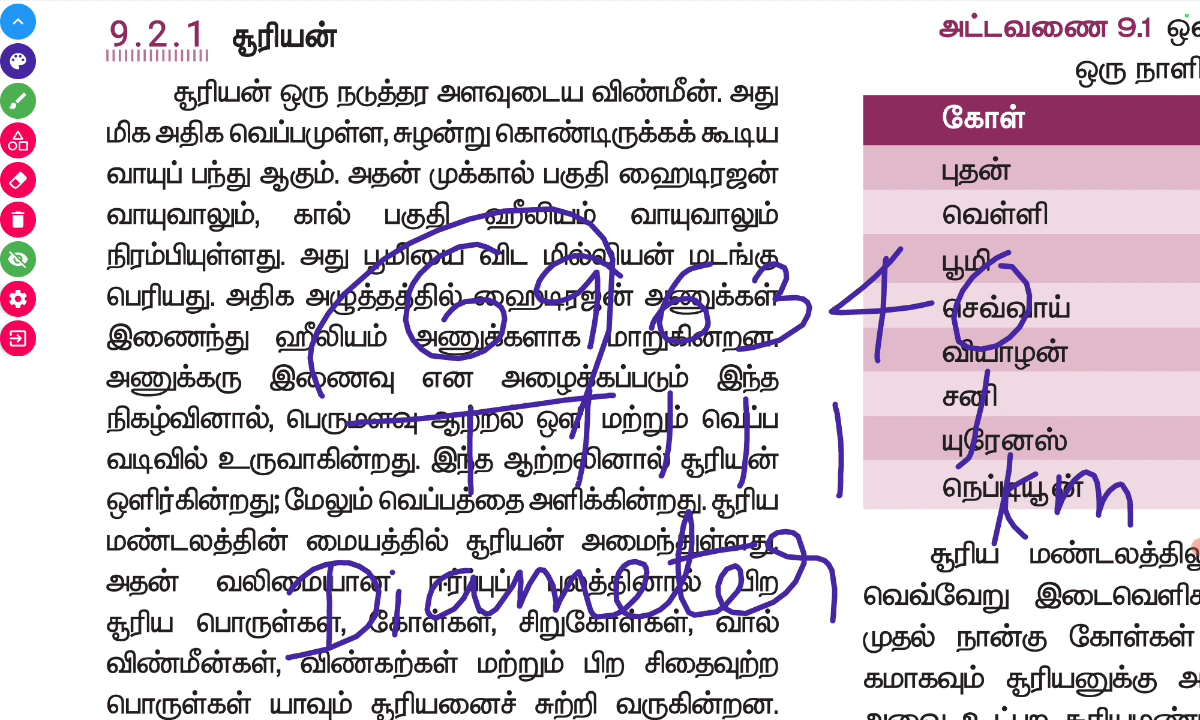 9.2.1 சூரியன்
சூரியன் ஒரு நடுத்தர அளவுடைய விண்மீன். அது
மிக அதிக வெப்பமுள்ள, சுழன்று கொண்டிருக்கக் கூடிய
வாயுப் பந்து ஆகும். அதன் முக்கால் பகுதி ஹைடிரஜன்
வாயுவாலும், கால் பகுதி ஹீலியம் வாயுவாலும்
நிரம்பியுள்ளது. அது பூமியை விட மில்லியன் மடங்கு
பெரியது. அதிக அழுத்தத்தில் ஹைடிரஜன் அணுக்கள்
இணைந்து ஹீலியம் அணுக்களாக மாறுகின்றன.
அணுக்கரு இணைவு என அழைக்கப்படும் இந்த
நிகழ்வினால், பெருமளவு ஆற்றல் ஒளி மற்றும் வெப்ப
வடிவில் உருவாகின்றது. இந்த ஆற்றலினால் சூரியன்
ஒளிர்கின்றது; மேலும் வெப்பத்தை அளிக்கின்றது. சூரிய
மண்டலத்தின் மையத்தில் சூரியன் அமைந்துள்ளது.
அதன் வலிமையான ஈர்ப்புப் புலத்தினால் பிற
சூரிய பொருள்கள், கோள்கள், சிறுகோள்கள், வால்
விண்மீன்கள், விண்கற்கள் மற்றும் பிற சிதைவுற்ற
பொருள்கள் யாவும் சூரியனைச் சுற்றி வருகின்றன.
km
Diameter
அட்டவணை 9.1
ஒரு
கோள்
புதன்
வெள்ளி
பூமி
செவ்வாய்
வியாழன்
சனி
யுரேனஸ்
நெப்டியூன்
சூரிய
வெவ்வேறு
முதல் நான்கு கோள்கள்
கமாகவும் சூரியனுக்கு